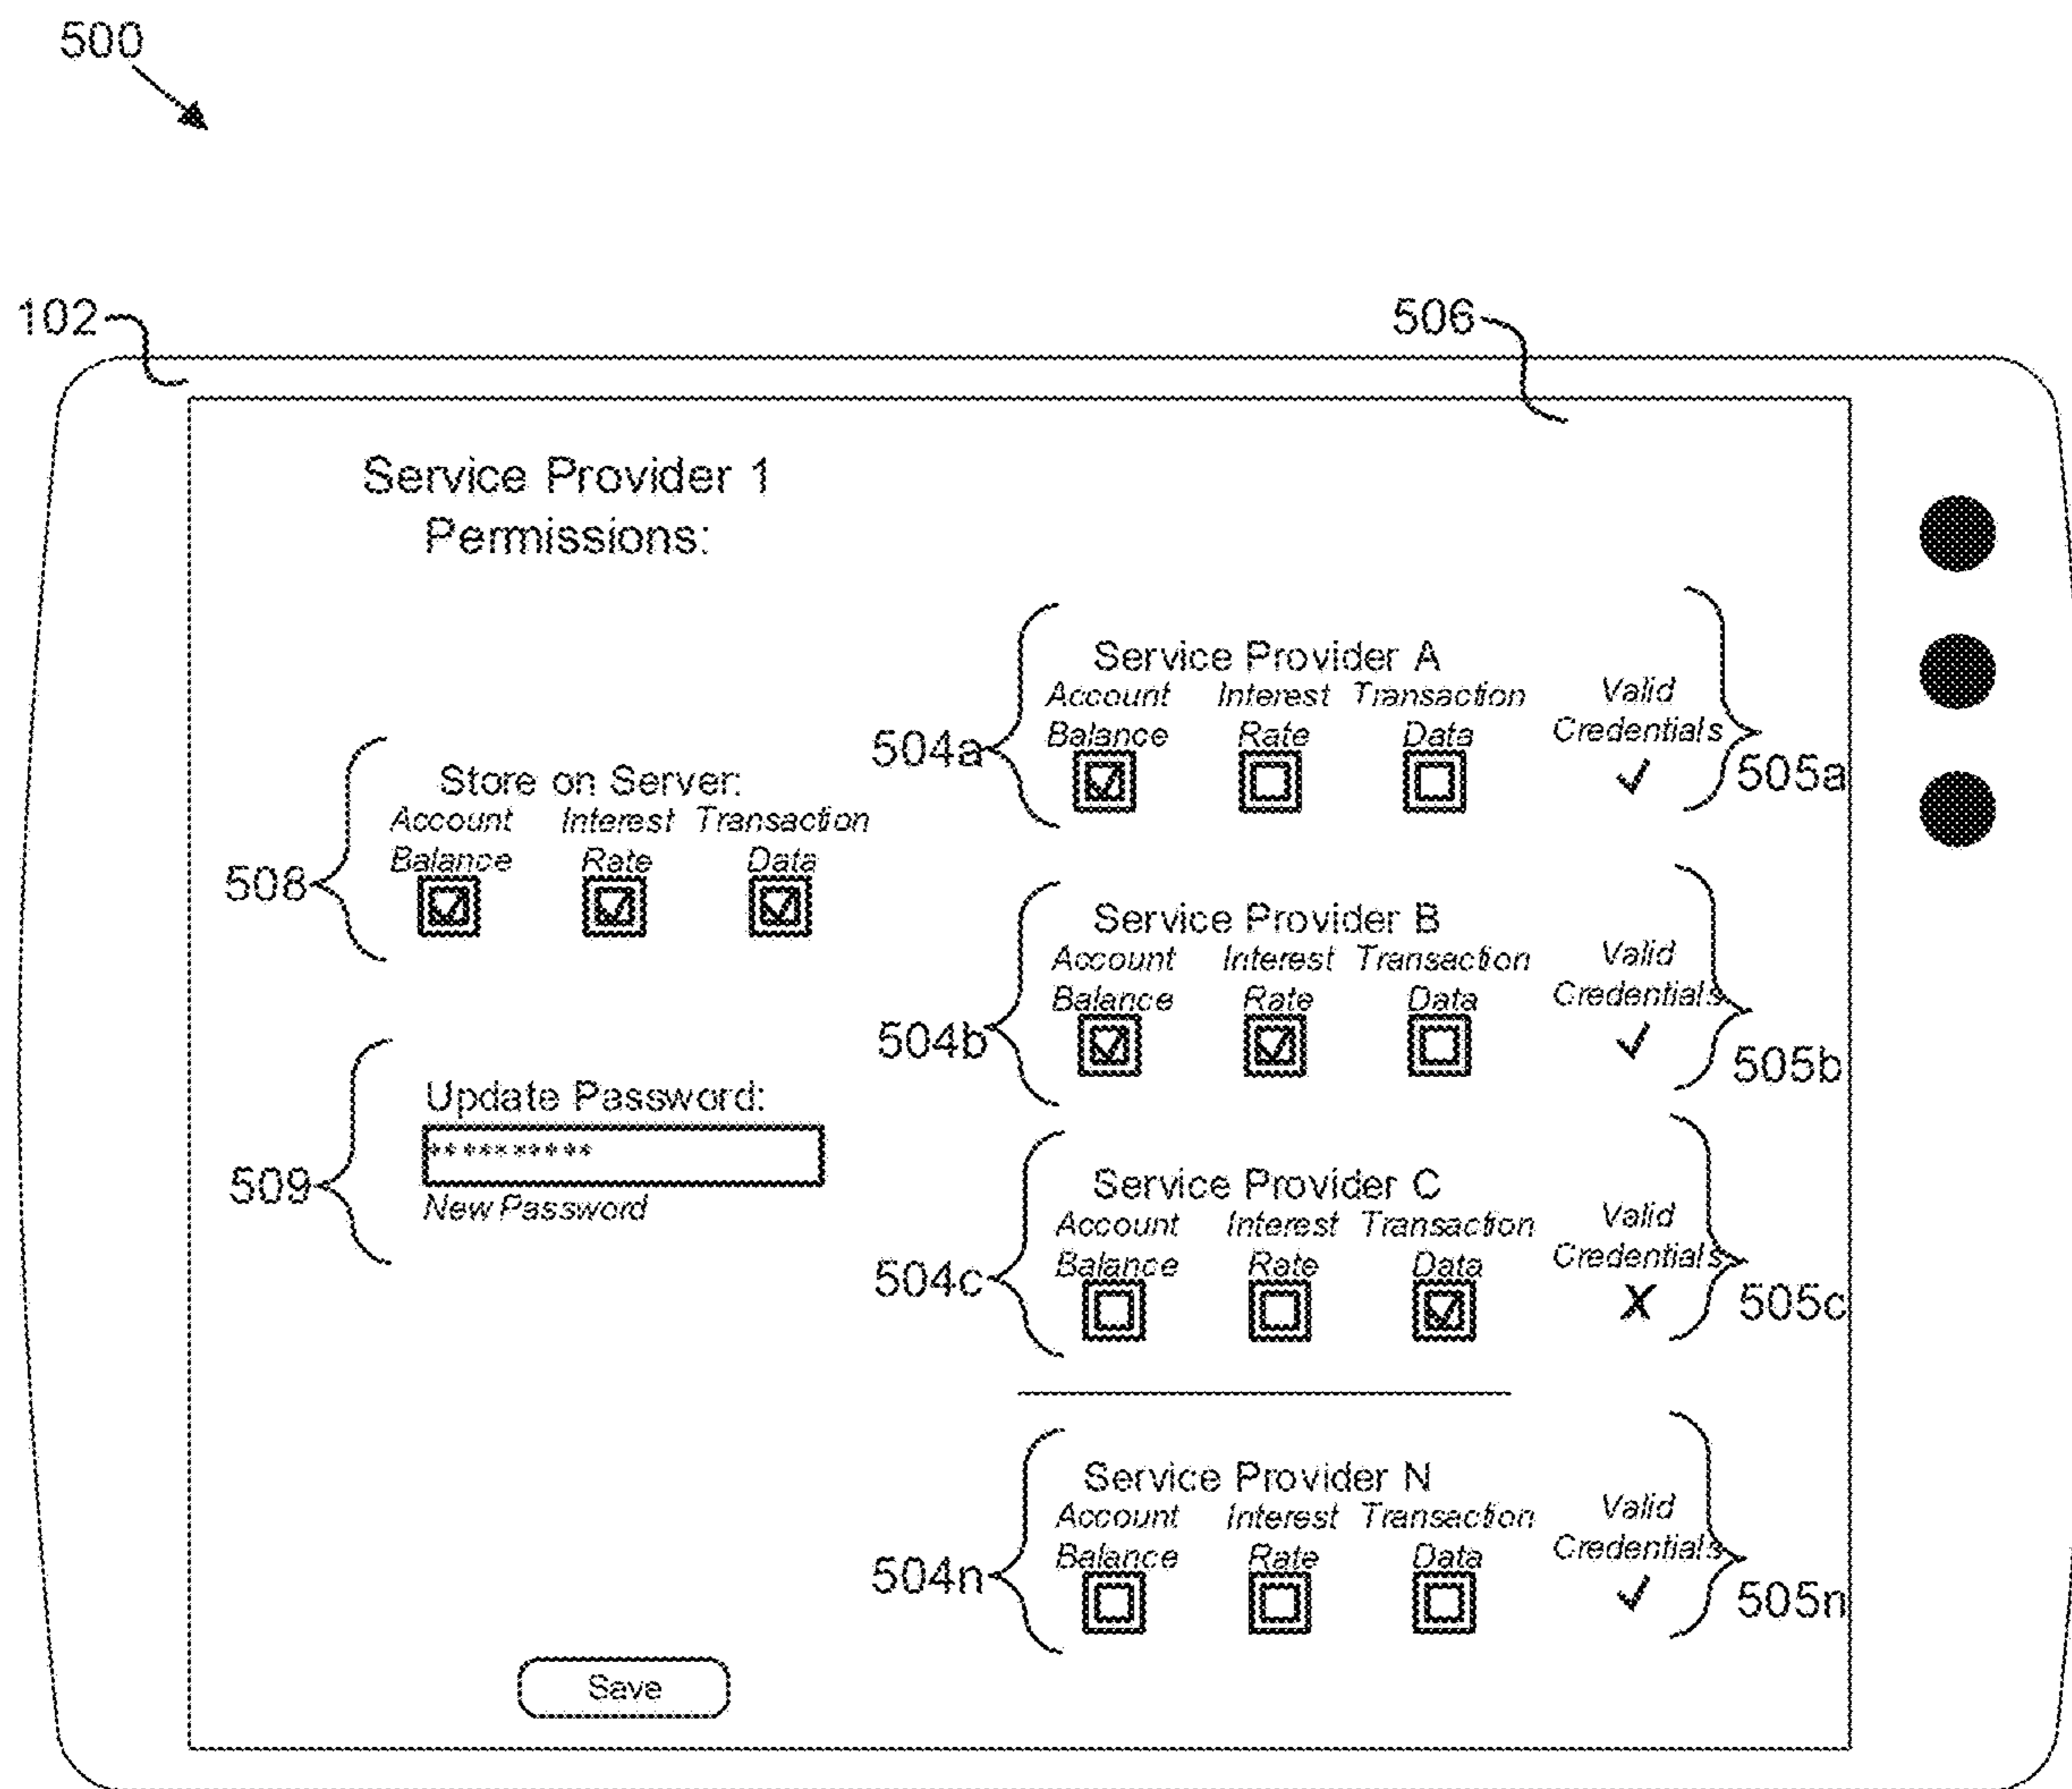 500
102
506
Service Provider 1
Permissions:
508
Store on Server:
Account Interest Transaction
Balance Rate Data
509
Update Password:
**********
New Password
Save
504a
Service Provider A
Account Interest Transaction
Balance Rate Data
Valid
Credentials
505a
504b
Service Provider B
Account Interest Transaction
Balance Rate Data
Valid
Credentials
505b
504c
Service Provider C
Account Interest Transaction
Balance Rate Data
Valid
Credentials
X
505c
504n
Service Provider N
Account Interest Transaction
Balance Rate Data
Valid
Credentials
505n